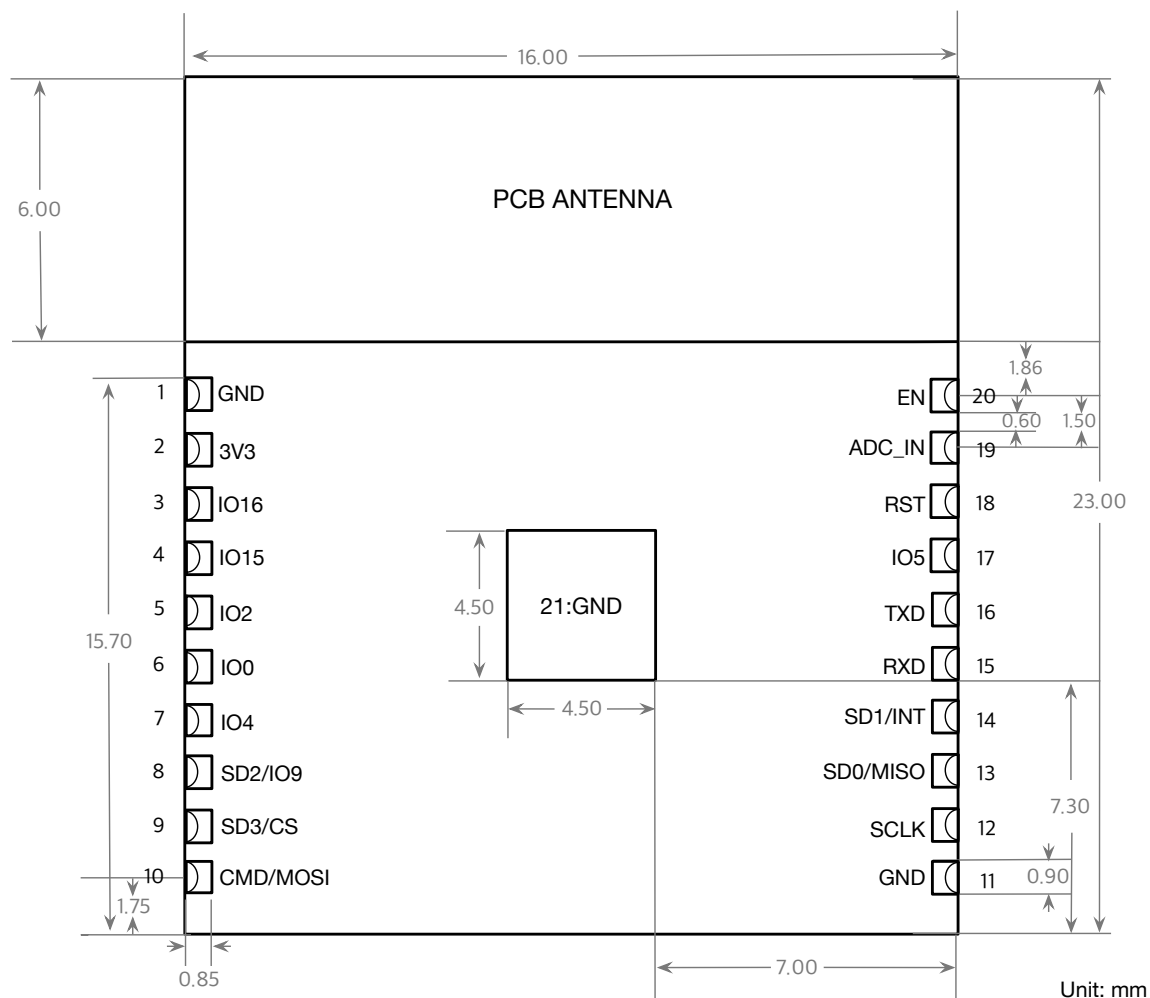 16.00
6.00
PCB ANTENNA
1.86
1 GND
EN 20
0.60
1.50
2 3V3
ADC_IN 19
3 IO16
RST 18
23.00
4 IO15
IO5 17
4.50
21:GND
5 IO2
TXD 16
15.70
6 IO0
RXD 15
4.50
7 IO4
SD1/INT 14
8 SD2/IO9
SD0/MISO 13
7.30
9 SD3/CS
SCLK 12
10 CMD/MOSI
GND 11
0.90
1.75
0.85
7.00
Unit: mm